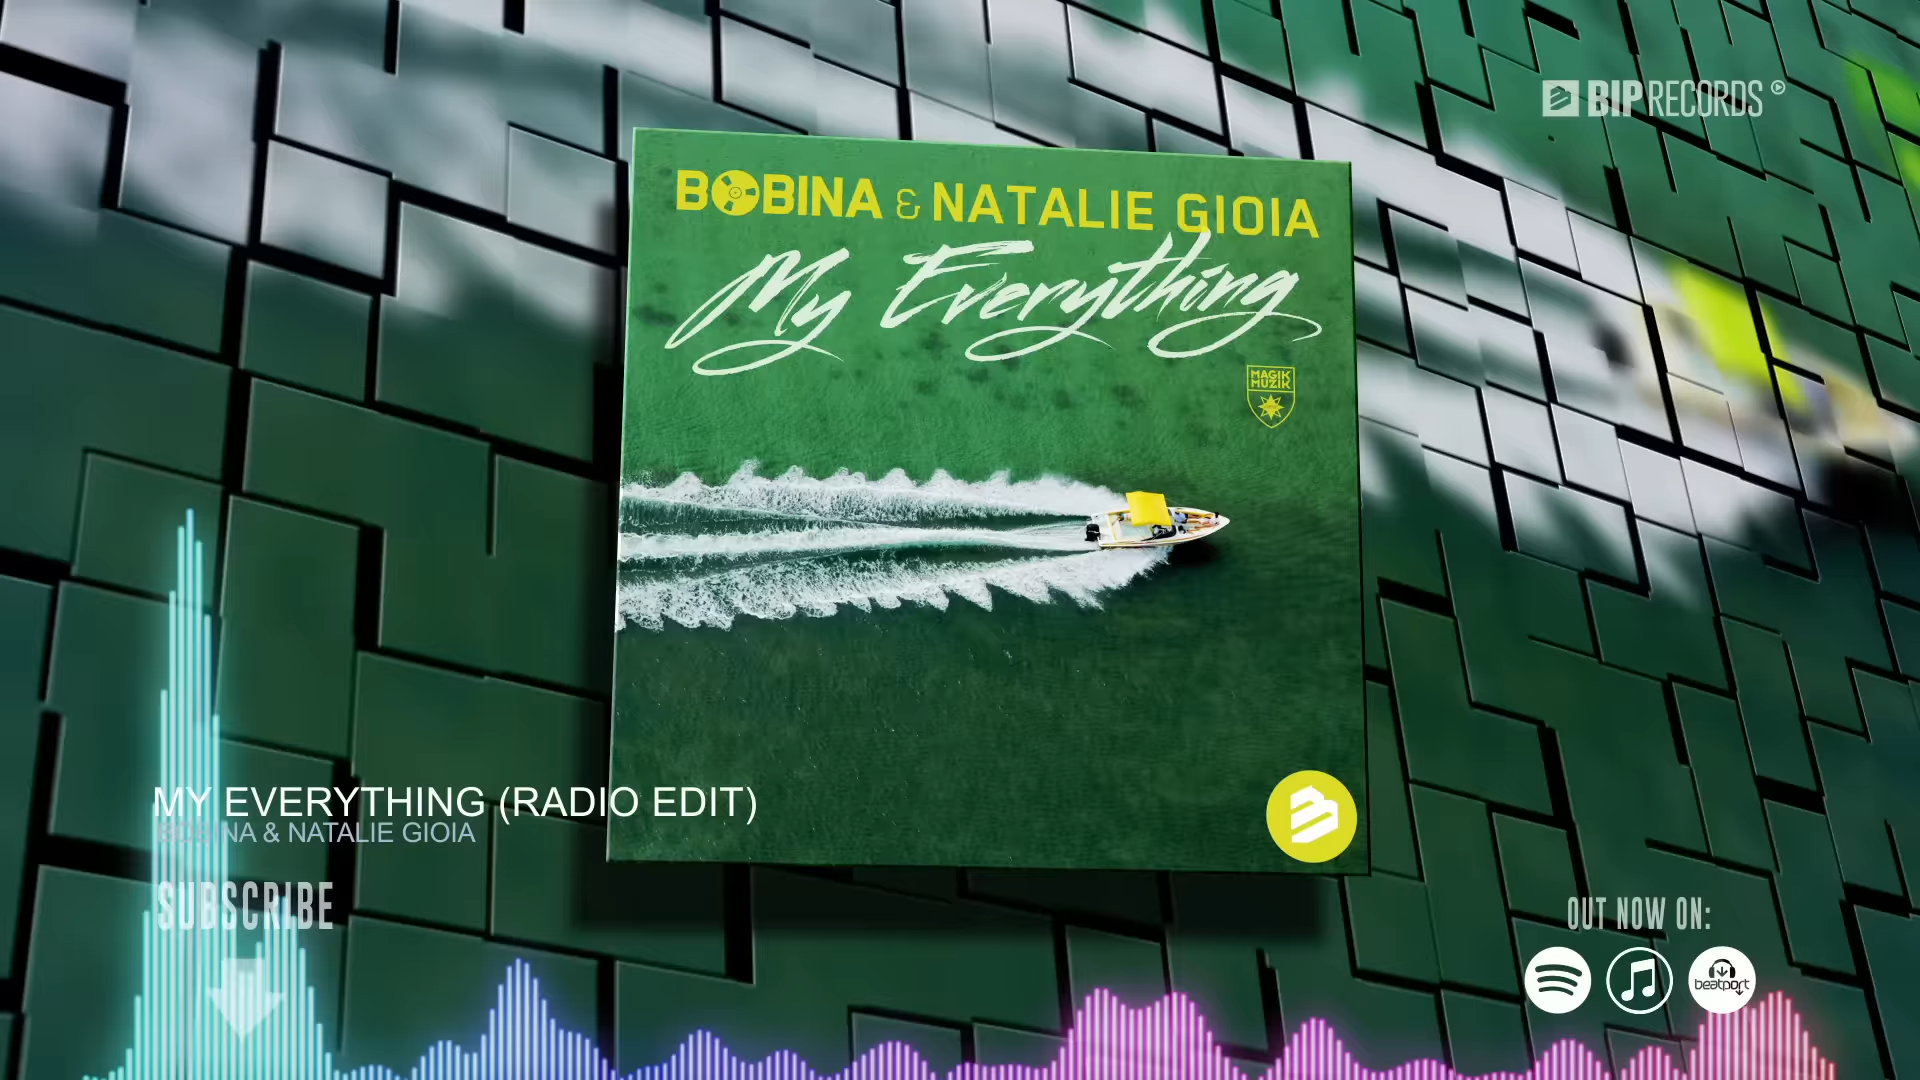 BIP RECORDS
BOBINA & NATALIE GIOIA
My Everything
MAGIK
MUZIK
MY EVERYTHING (RADIO EDIT)
BOBINA & NATALIE GIOIA
SUBSCRIBE
OUT NOW ON:
beatport